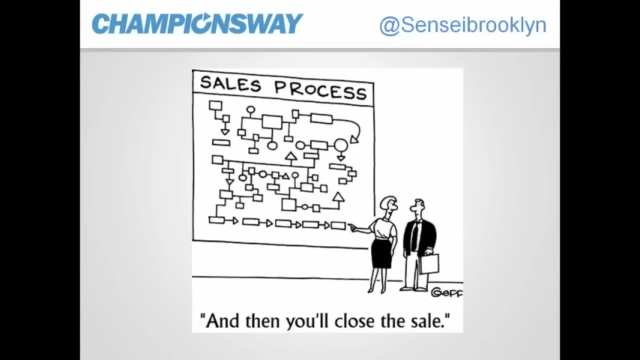 CHAMPIONSWAY
@Senseibrooklyn
SALES PROCESS
"And then you'll close the sale."